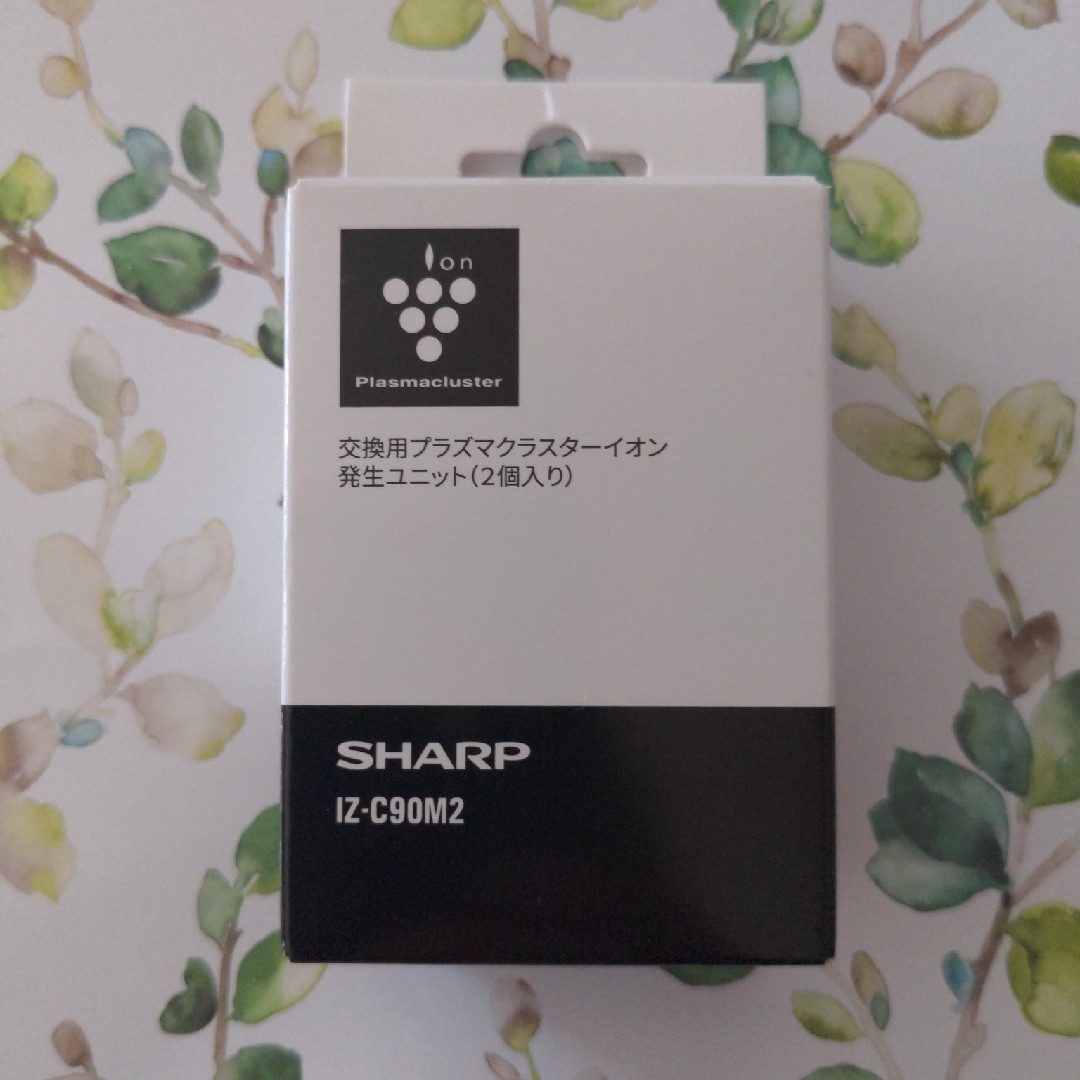 Ion
Plasmacluster
交換用プラズマクラスターイオン
発生ユニット(2個入り)
SHARP
IZ-C90M2